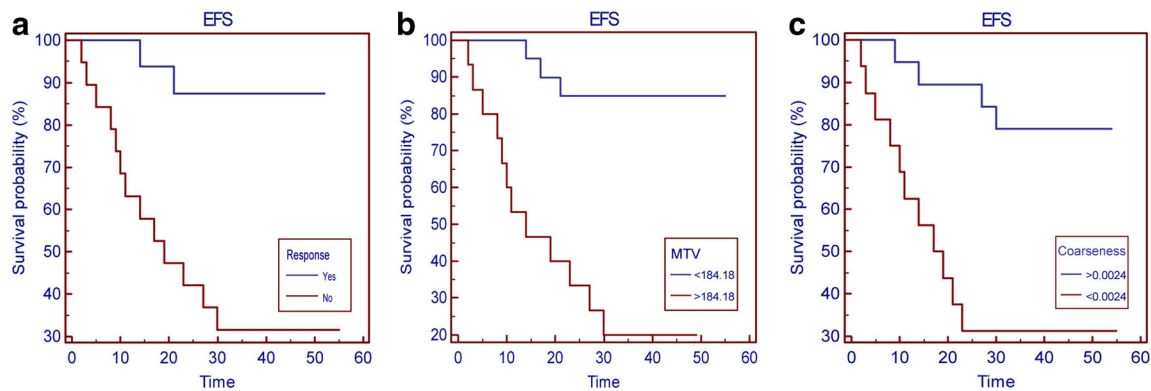 a
EFS
Survival probability (%)
100
90
80
70
60
50
40
30
0 10 20 30 40 50 60
Time
Response
Yes
No
b
EFS
Survival probability (%)
100
90
80
70
60
50
40
30
20
0 10 20 30 40 50 60
Time
MTV
<184.18
>184.18
c
EFS
Survival probability (%)
100
90
80
70
60
50
40
30
0 10 20 30 40 50 60
Time
Coarseness
>0.0024
<0.0024